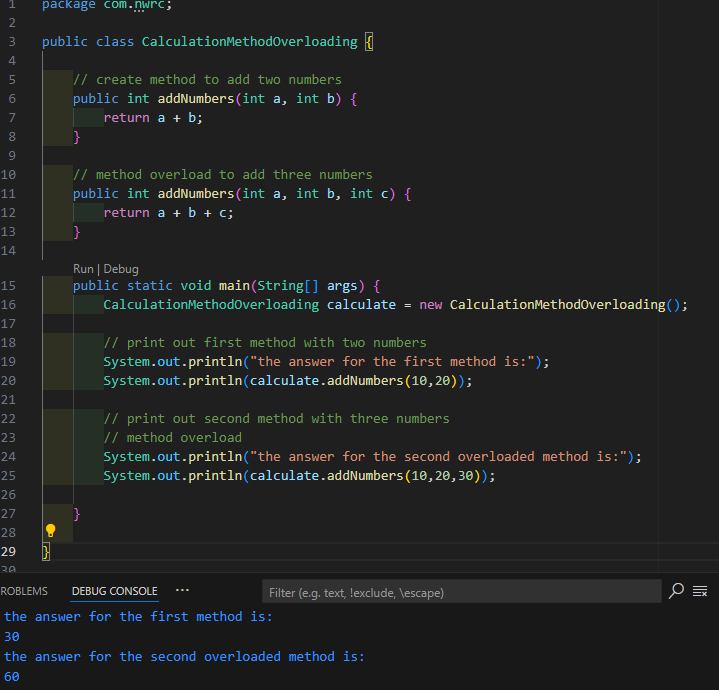 1 package com.nwrc;
2
3 public class CalculationMethodOverloading {
4
5 // create method to add two numbers
6 public int addNumbers(int a, int b) {
7 return a + b;
8 }
9
10 // method overload to add three numbers
11 public int addNumbers(int a, int b, int c) {
12 return a + b + c;
13 }
14
Run | Debug
15 public static void main(String[] args) {
16 CalculationMethodOverloading calculate = new CalculationMethodOverloading();
17
18 // print out first method with two numbers
19 System.out.println("the answer for the first method is:");
20 System.out.println(calculate.addNumbers(10,20));
21
22 // print out second method with three numbers
23 // method overload
24 System.out.println("the answer for the second overloaded method is:");
25 System.out.println(calculate.addNumbers(10,20,30));
26
27 }
28
29 }
30
ROBLEMS DEBUG CONSOLE ... Filter (e.g. text, !exclude, \escape)
the answer for the first method is:
30
the answer for the second overloaded method is:
60